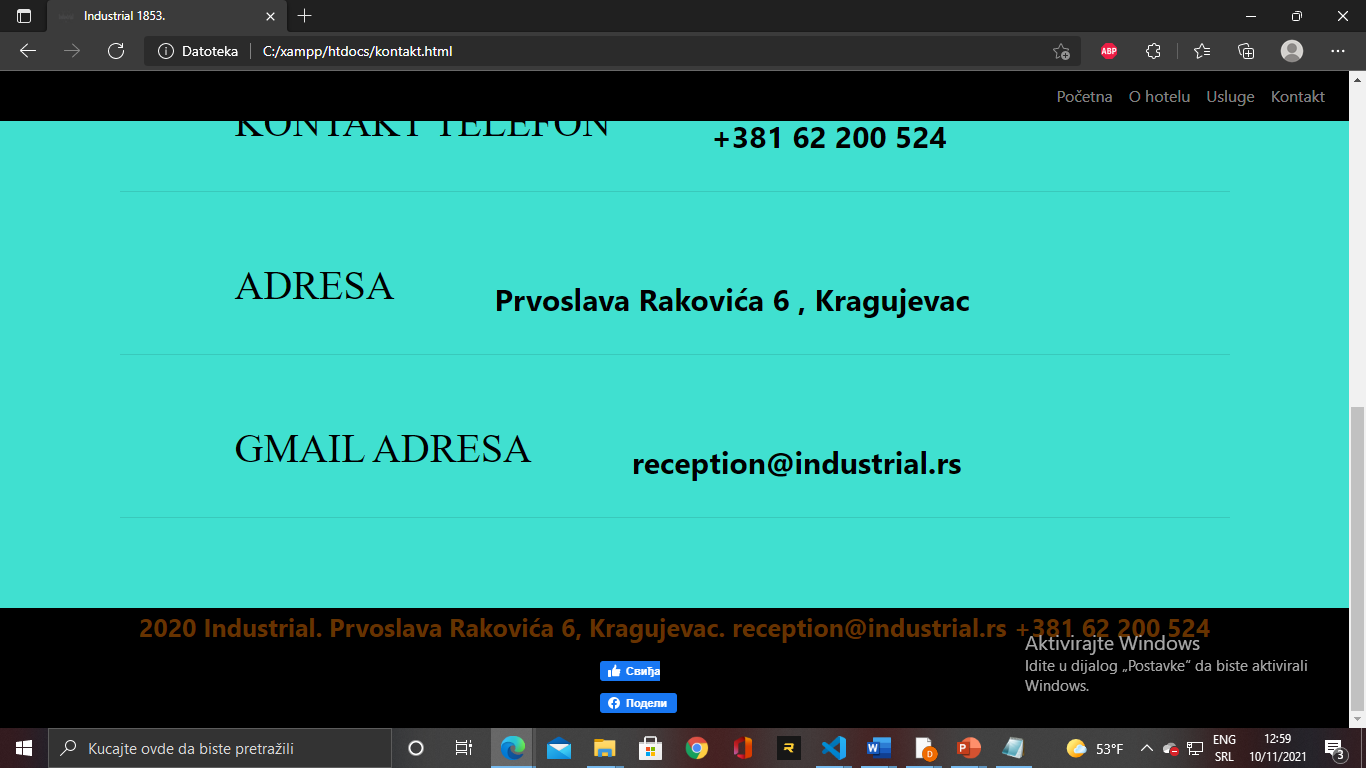 Industrial 1853.
Datoteka C:/xampp/htdocs/kontakt.html
ABP
Početna O hotelu Usluge Kontakt
KONTAKT TELEFON +381 62 200 524
ADRESA Prvoslava Rakovića 6 , Kragujevac
GMAIL ADRESA reception@industrial.rs
2020 Industrial. Prvoslava Rakovića 6, Kragujevac. reception@industrial.rs +381 62 200 524
Aktivirajte Windows
Idite u dijalog „Postavke“ da biste aktivirali
Windows.
Свиђа
Подели
Kucajte ovde da biste pretražili
53°F
ENG
SRL
12:59
10/11/2021
3